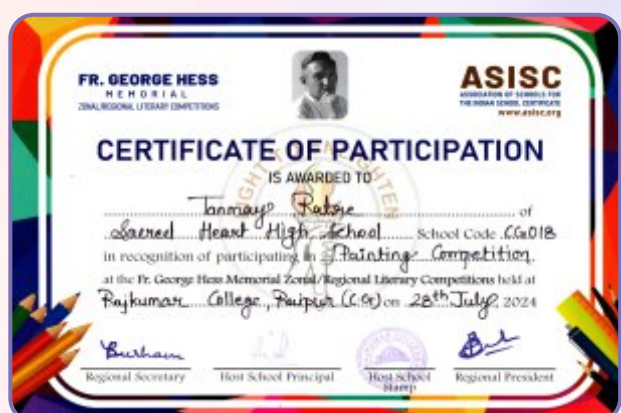 FR. GEORGE HESS
MEMORIAL
ZONAL/REGIONAL LITERARY COMPETITIONS
ASISC
ASSOCIATION OF SCHOOLS FOR
THE INDIAN SCHOOL CERTIFICATE
www.asisc.org
CERTIFICATE OF PARTICIPATION
IS AWARDED TO
Tanmay Ratre of
Sacred Heart High School School Code CG018
in recognition of participating in Painting Competition
at the Fr. George Hess Memorial Zonal/Regional Literary Competitions held at
Rajkumar College, Raipur (C.G) on 28th July, 2024
Regional Secretary
Host School Principal
Host School
Stamp
Regional President